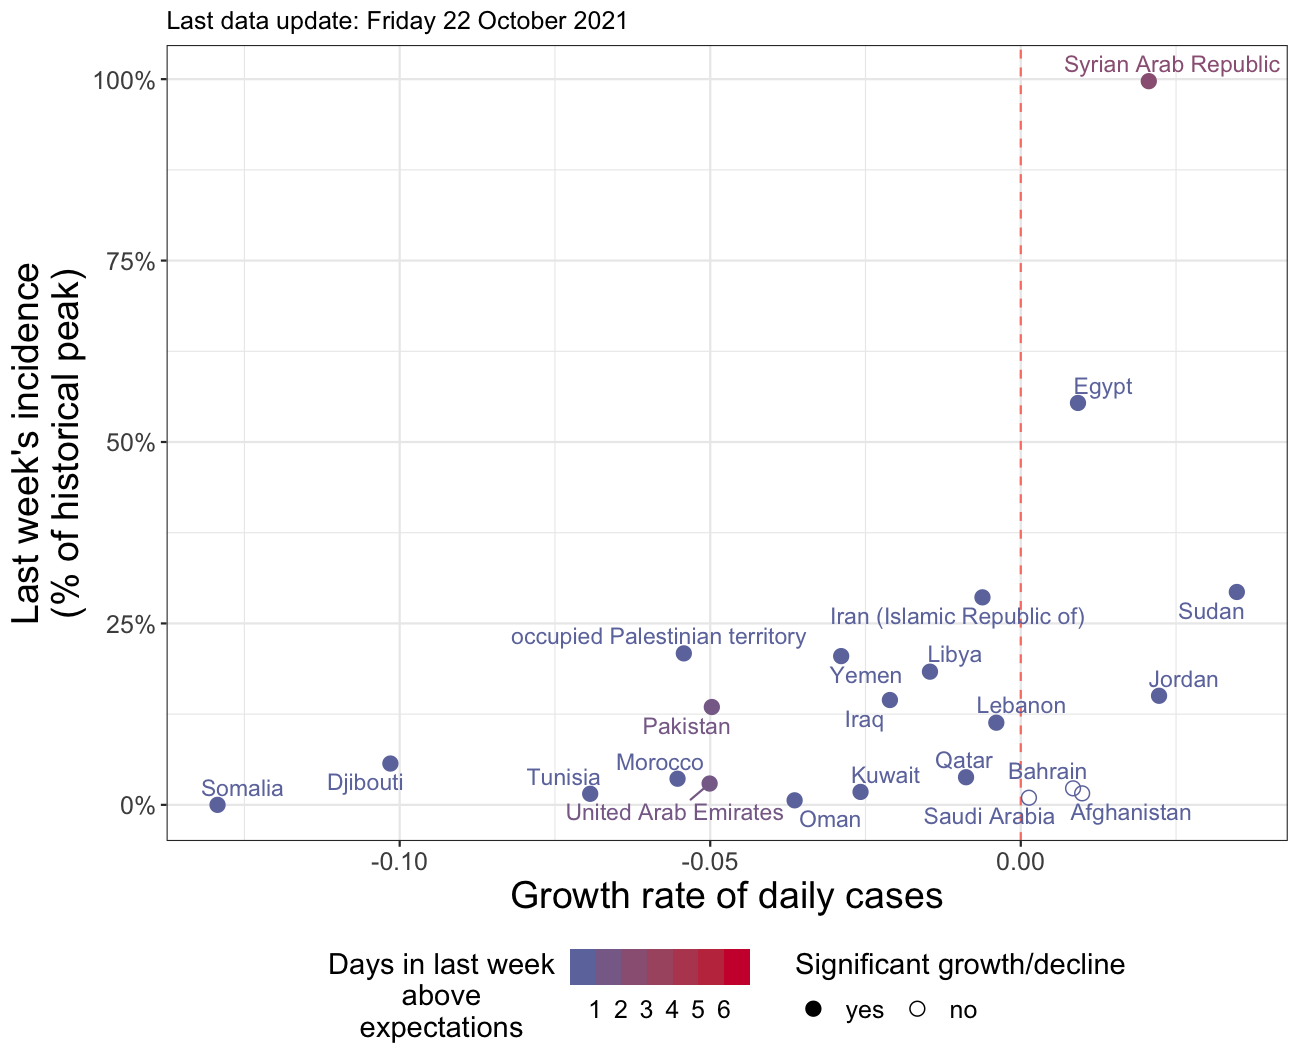 Last data update: Friday 22 October 2021
Last week's incidence
(% of historical peak)
100%
75%
50%
25%
0%
Syrian Arab Republic
Egypt
Sudan
Iran (Islamic Republic of)
occupied Palestinian territory
Libya
Yemen
Jordan
Lebanon
Iraq
Pakistan
Morocco
Qatar
Bahrain
Kuwait
Tunisia
Djibouti
Somalia
United Arab Emirates
Oman
Saudi Arabia
Afghanistan
-0.10
-0.05
0.00
Growth rate of daily cases
Days in last week
above
expectations
1 2 3 4 5 6
Significant growth/decline
yes
no